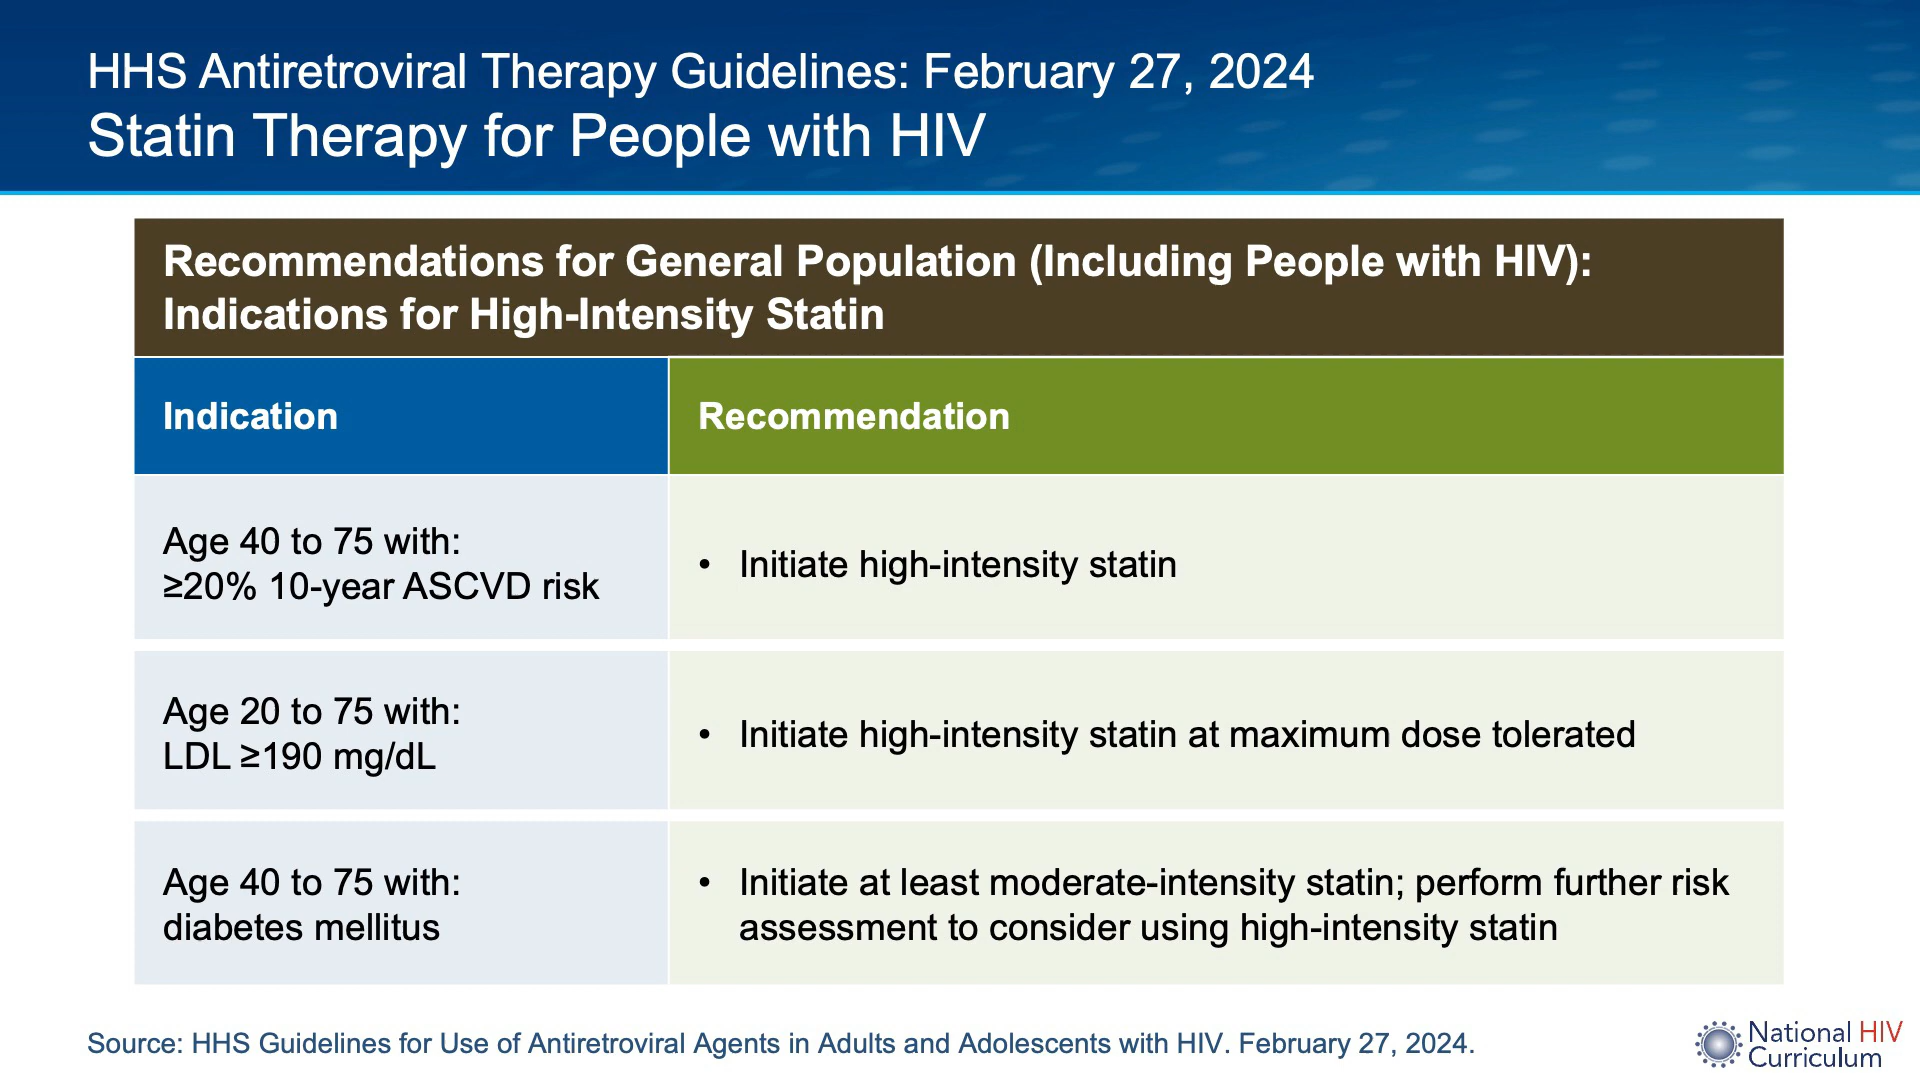 HHS Antiretroviral Therapy Guidelines: February 27, 2024
Statin Therapy for People with HIV
Recommendations for General Population (Including People with HIV):
Indications for High-Intensity Statin
Indication
Recommendation
Age 40 to 75 with:
≥20% 10-year ASCVD risk
• Initiate high-intensity statin
Age 20 to 75 with:
LDL ≥190 mg/dL
• Initiate high-intensity statin at maximum dose tolerated
Age 40 to 75 with:
diabetes mellitus
• Initiate at least moderate-intensity statin; perform further risk
assessment to consider using high-intensity statin
Source: HHS Guidelines for Use of Antiretroviral Agents in Adults and Adolescents with HIV. February 27, 2024.
National HIV
Curriculum